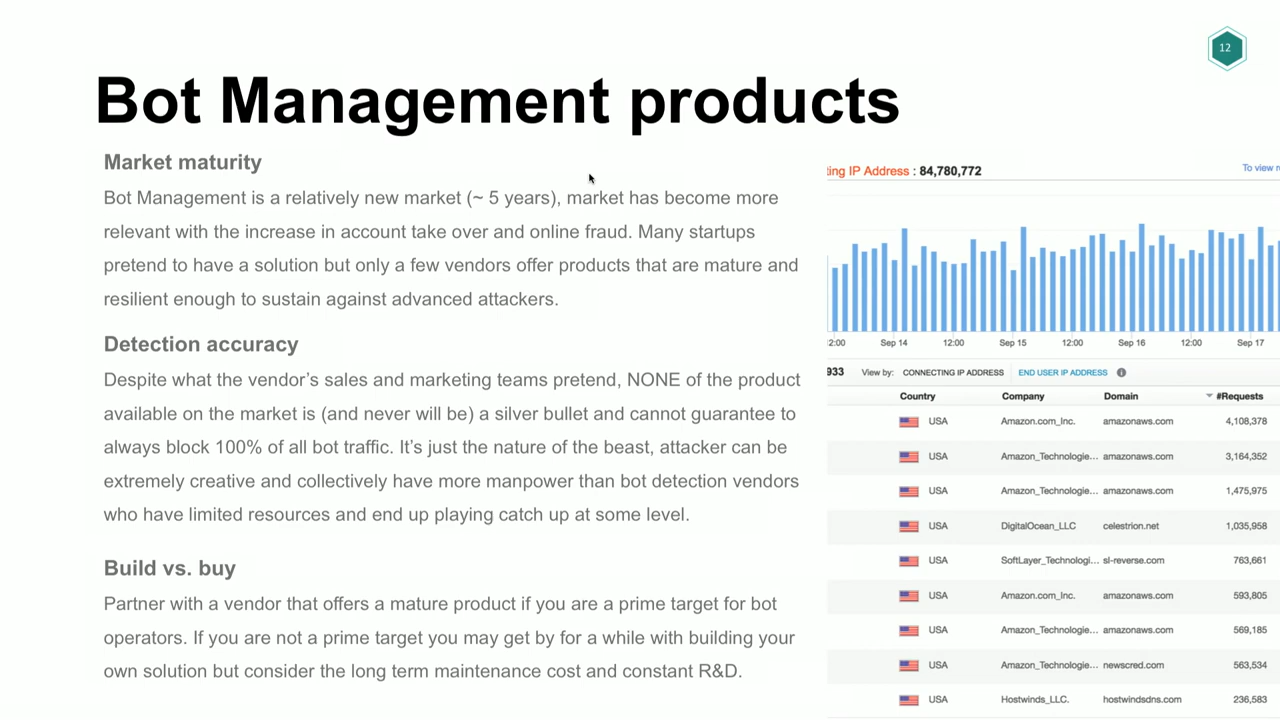 12
Bot Management products
Market maturity
Bot Management is a relatively new market (~ 5 years), market has become more
relevant with the increase in account take over and online fraud. Many startups
pretend to have a solution but only a few vendors offer products that are mature and
resilient enough to sustain against advanced attackers.
Detection accuracy
Despite what the vendor's sales and marketing teams pretend, NONE of the product
available on the market is (and never will be) a silver bullet and cannot guarantee to
always block 100% of all bot traffic. It's just the nature of the beast, attacker can be
extremely creative and collectively have more manpower than bot detection vendors
who have limited resources and end up playing catch up at some level.
Build vs. buy
Partner with a vendor that offers a mature product if you are a prime target for bot
operators. If you are not a prime target you may get by for a while with building your
own solution but consider the long term maintenance cost and constant R&D.
ting IP Address : 84,780,772 To view r
2:00 Sep 14 12:00 Sep 15 12:00 Sep 16 12:00 Sep 17
933 View by: CONNECTING IP ADDRESS END USER IP ADDRESS
Country Company Domain #Requests
USA Amazon.com_Inc. amazonaws.com 4,108,378
USA Amazon_Technologie... amazonaws.com 3,164,352
USA Amazon_Technologie... amazonaws.com 1,475,975
USA DigitalOcean_LLC celestrion.net 1,035,958
USA SoftLayer_Technologi... sl-reverse.com 763,661
USA Amazon.com_Inc. amazonaws.com 593,805
USA Amazon_Technologie... amazonaws.com 569,185
USA Amazon_Technologie... newscred.com 563,534
USA Hostwinds_LLC. hostwindsdns.com 236,583